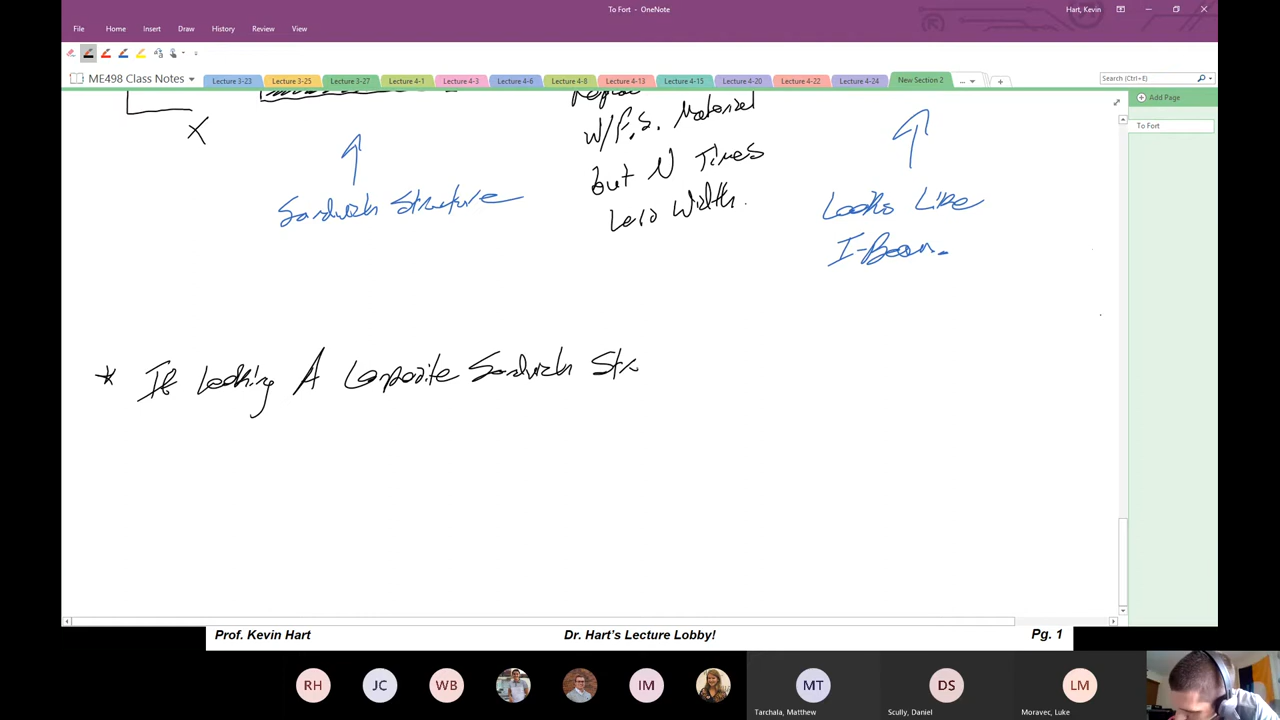 To Fort - OneNote
Hart, Kevin
File Home Insert Draw History Review View
ME498 Class Notes
Lecture 3-23 Lecture 3-25 Lecture 3-27 Lecture 4-1 Lecture 4-3 Lecture 4-6 Lecture 4-8 Lecture 4-13 Lecture 4-15 Lecture 4-20 Lecture 4-22 Lecture 4-24 New Section 2 ...
Search (Ctrl+E)
Add Page
To Fort
X
W/F.S. Material
but N Times
Less Width.
Sandwich Structure
Looks Like
I-Beam.
* If Looking A Composite Sandwich Str
Prof. Kevin Hart Dr. Hart's Lecture Lobby! Pg. 1
RH JC WB IM MT DS LM
Tarchala, Matthew Scully, Daniel Moravec, Luke